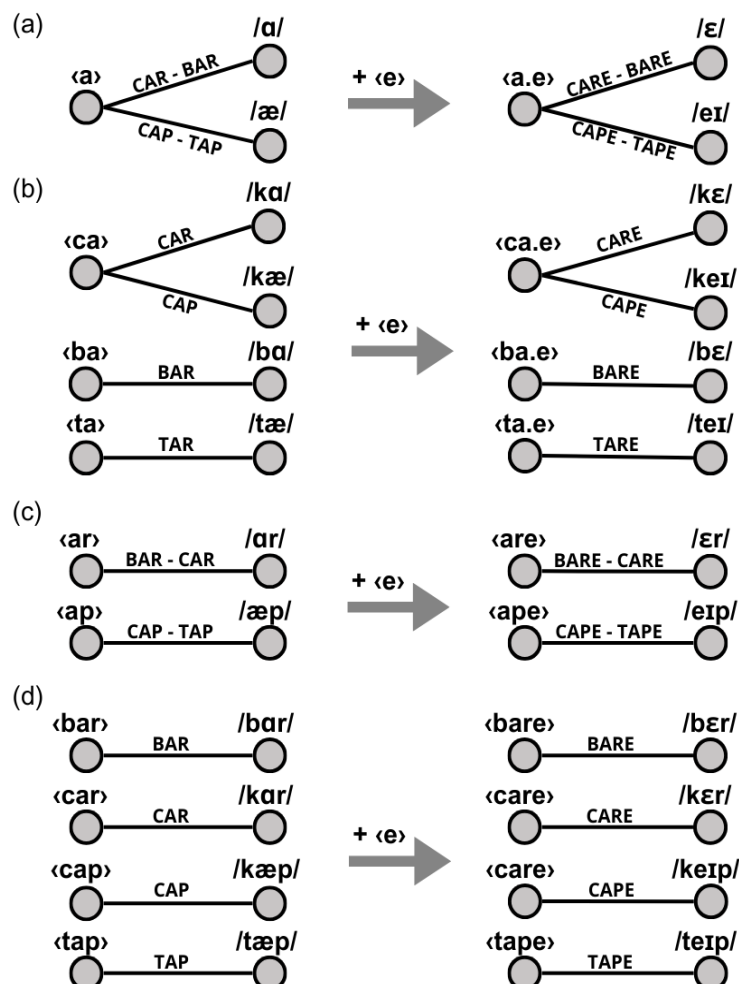 (a)
/ɑ/ /ɛ/
‹a› CAR - BAR + ‹e› ‹a.e› CARE - BARE
/æ/ /eɪ/
CAP - TAP CAPE - TAPE
(b)
/kɑ/ /kɛ/
‹ca› CAR ‹ca.e› CARE
/kæ/ /keɪ/
CAP CAPE
+ ‹e›
‹ba› /bɑ/ ‹ba.e› /bɛ/
BAR BARE
‹ta› /tæ/ ‹ta.e› /teɪ/
TAR TARE
(c)
‹ar› /ɑr/ ‹are› /ɛr/
BAR - CAR BARE - CARE
+ ‹e›
‹ap› /æp/ ‹ape› /eɪp/
CAP - TAP CAPE - TAPE
(d)
‹bar› /bɑr/ ‹bare› /bɛr/
BAR BARE
‹car› /kɑr/ ‹care› /kɛr/
CAR CARE
+ ‹e›
‹cap› /kæp/ ‹care› /keɪp/
CAP CAPE
‹tap› /tæp/ ‹tape› /teɪp/
TAP TAPE